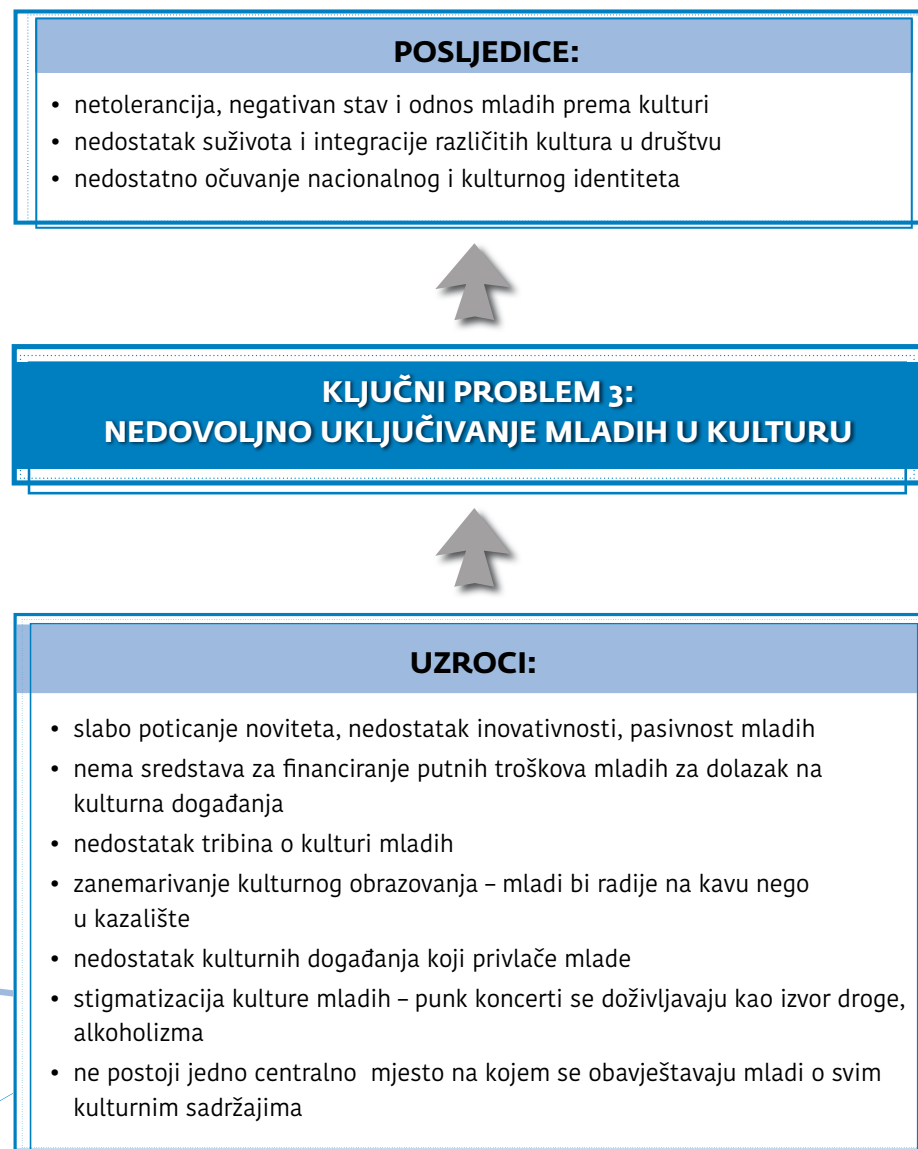 POSLJEDICE:
• netolerancija, negativan stav i odnos mladih prema kulturi
• nedostatak suživota i integracije različitih kultura u društvu
• nedostatno očuvanje nacionalnog i kulturnog identiteta
KLJUČNI PROBLEM 3:
NEDOVOLJNO UKLJUČIVANJE MLADIH U KULTURU
UZROCI:
• slabo poticanje noviteta, nedostatak inovativnosti, pasivnost mladih
• nema sredstava za financiranje putnih troškova mladih za dolazak na
kulturna događanja
• nedostatak tribina o kulturi mladih
• zanemarivanje kulturnog obrazovanja – mladi bi radije na kavu nego
u kazalište
• nedostatak kulturnih događanja koji privlače mlade
• stigmatizacija kulture mladih – punk koncerti se doživljavaju kao izvor droge,
alkoholizma
• ne postoji jedno centralno  mjesto na kojem se obavještavaju mladi o svim
kulturnim sadržajima